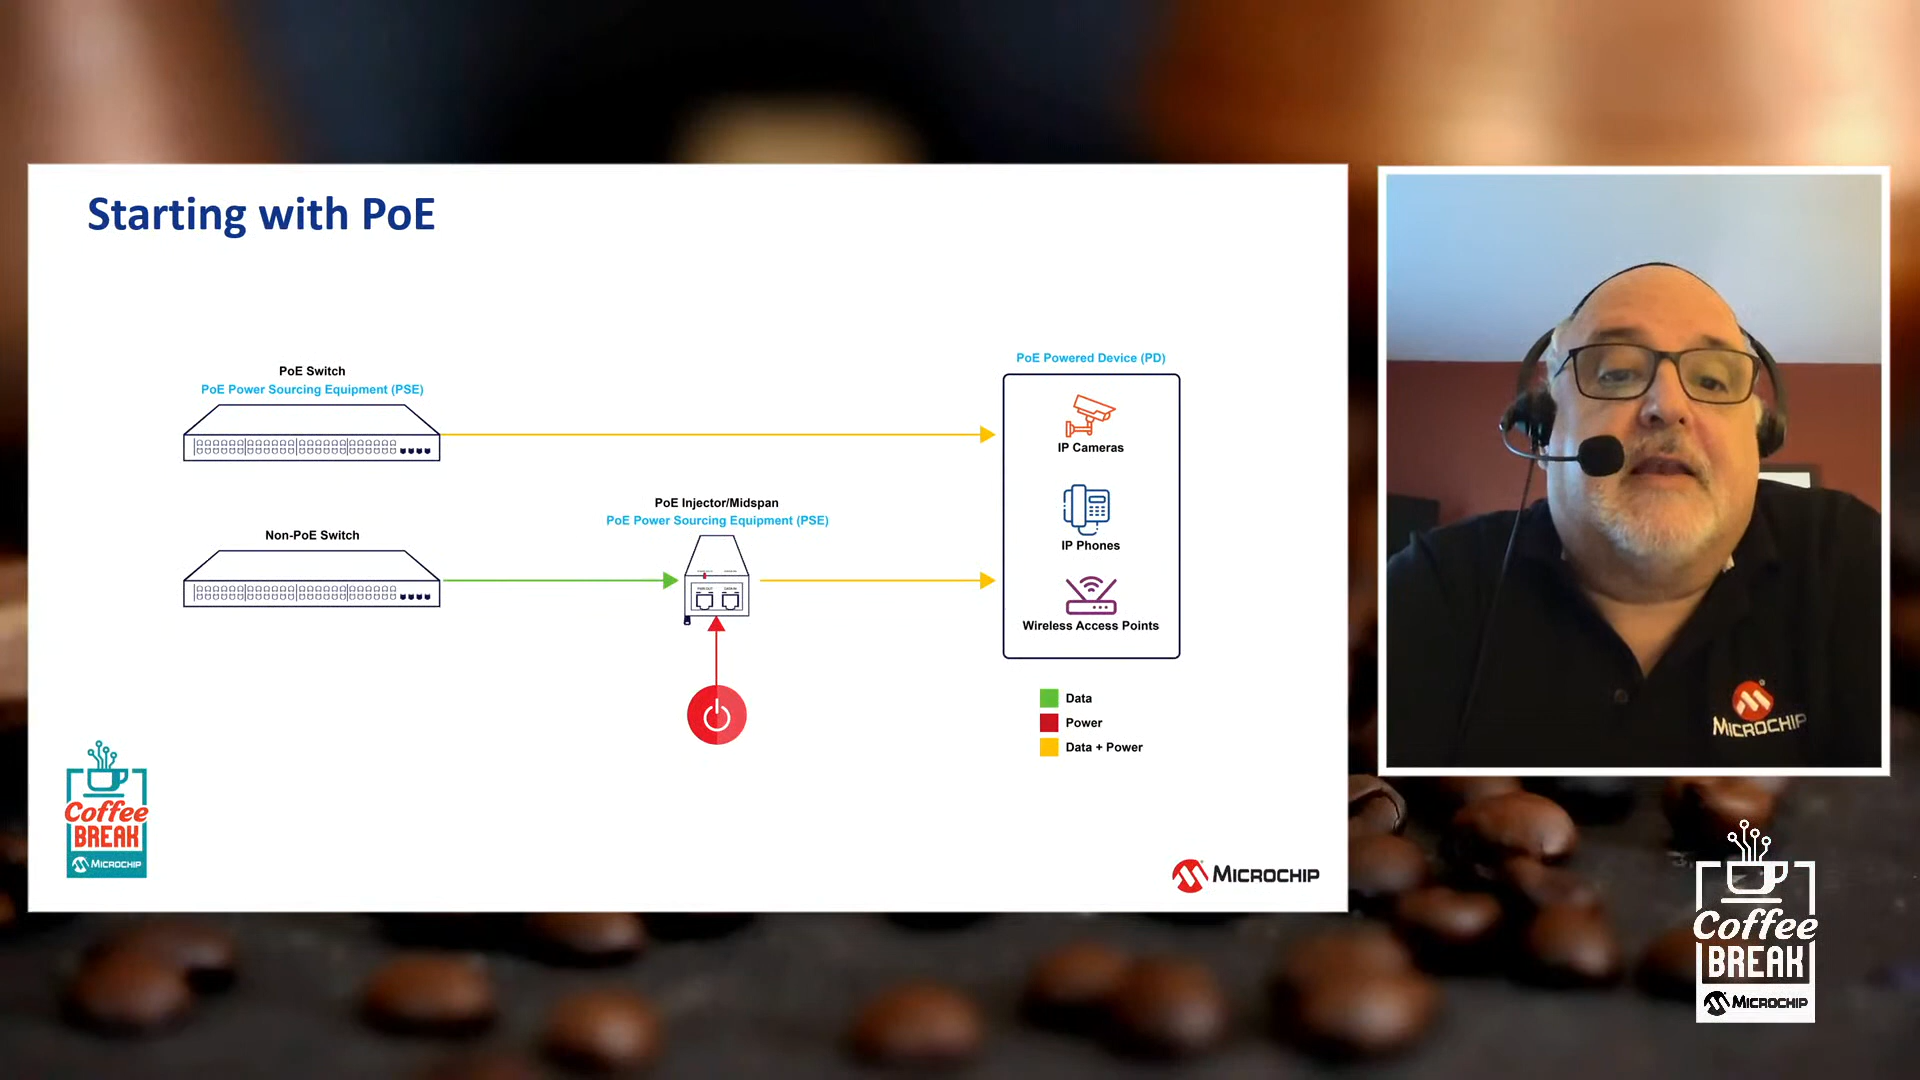 Starting with PoE
PoE Switch
PoE Power Sourcing Equipment (PSE)
Non-PoE Switch
PoE Injector/Midspan
PoE Power Sourcing Equipment (PSE)
PoE Powered Device (PD)
IP Cameras
IP Phones
Wireless Access Points
Data
Power
Data + Power
Coffee
BREAK
MICROCHIP
MICROCHIP
MICROCHIP
Coffee
BREAK
MICROCHIP